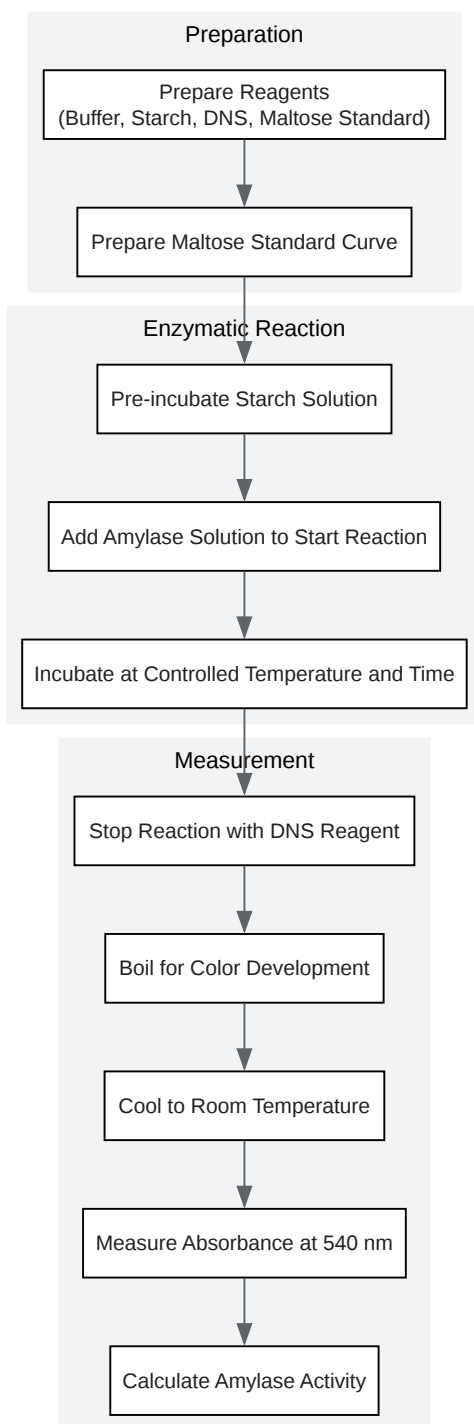 Preparation
Prepare Reagents
(Buffer, Starch, DNS, Maltose Standard)
Prepare Maltose Standard Curve
Enzymatic Reaction
Pre-incubate Starch Solution
Add Amylase Solution to Start Reaction
Incubate at Controlled Temperature and Time
Measurement
Stop Reaction with DNS Reagent
Boil for Color Development
Cool to Room Temperature
Measure Absorbance at 540 nm
Calculate Amylase Activity